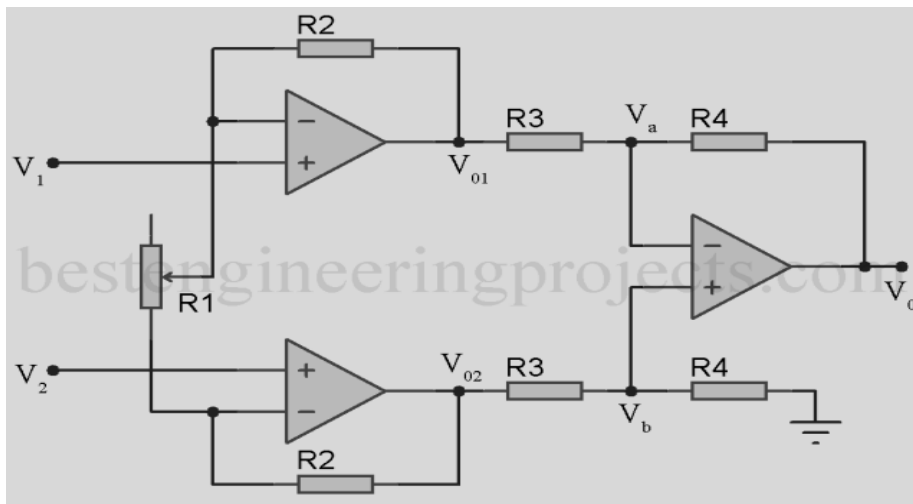 R2
R3
Va
R4
V1
V01
bestengineeringprojects.com
R1
V0
V2
V02
R3
R4
Vb
R2